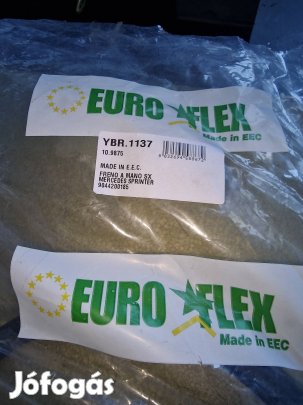 EURO FLEX
Made in EEC
YBR.1137
10.9875
MADE IN E.E.C.
FRENO A MANO SX
MERCEDES SPRINTER
9044200185
EURO FLEX
Made in EEC
Jófogás